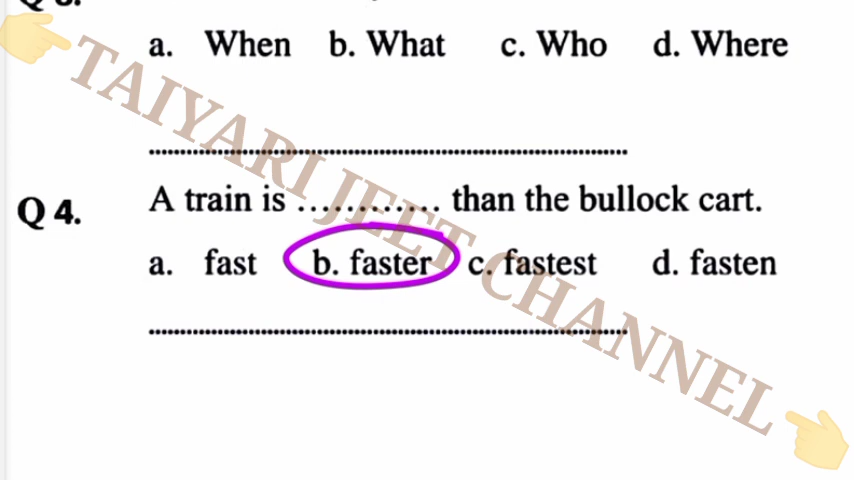 a. When b. What c. Who d. Where
Q 4. A train is ............ than the bullock cart.
a. fast b. faster c. fastest d. fasten
TAIYARI JEET CHANNEL